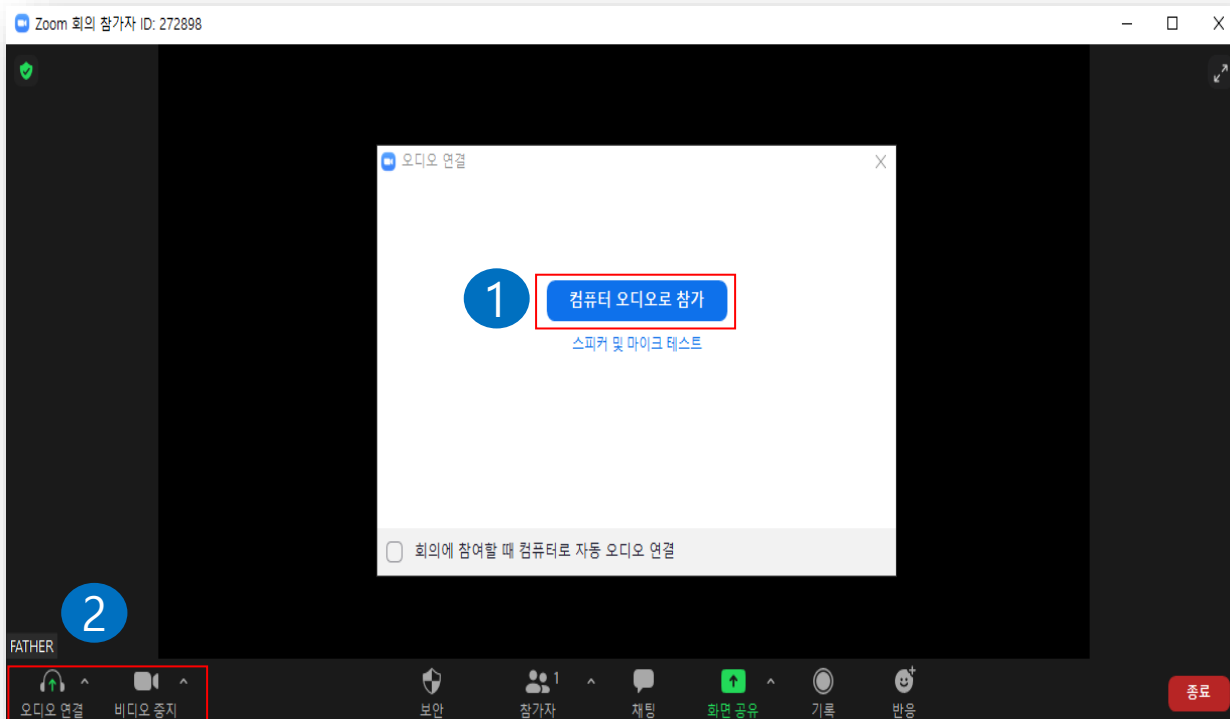 Zoom 회의 참가자 ID: 272898
오디오 연결
1
컴퓨터 오디오로 참가
스피커 및 마이크 테스트
회의에 참여할 때 컴퓨터로 자동 오디오 연결
2
FATHER
오디오 연결 비디오 중지 보안 참가자 1 채팅 화면 공유 기록 반응 종료